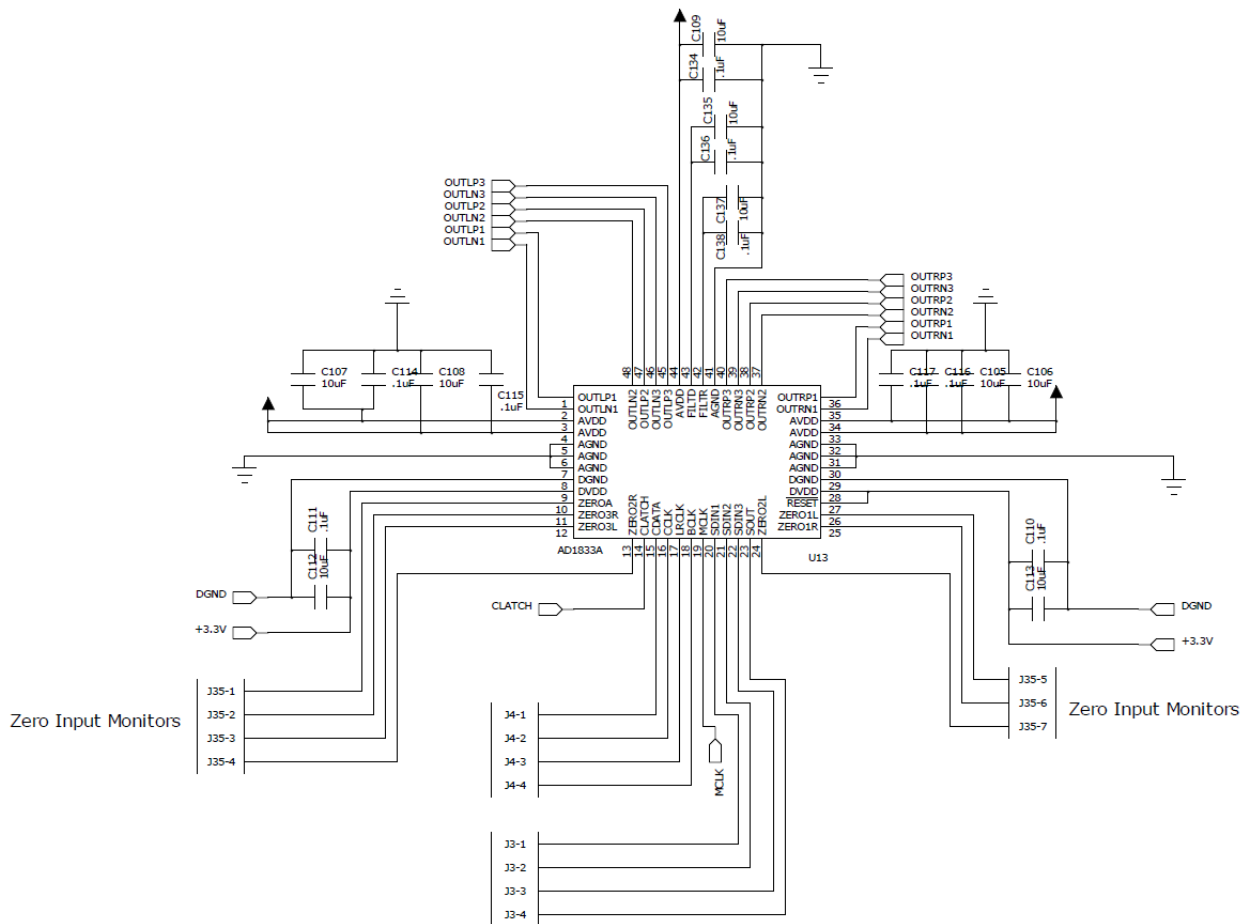 C109 10uF
C134 .1uF
C135 10uF
C136 .1uF
C137 10uF
C138 .1uF
OUTLP3
OUTLN3
OUTLP2
OUTLN2
OUTLP1
OUTLN1
OUTRP3
OUTRN3
OUTRP2
OUTRN2
OUTRP1
OUTRN1
C107 10uF
C114 .1uF
C108 10uF
C115 .1uF
C117 .1uF
C116 .1uF
C105 10uF
C106 10uF
48 47 46 45 44 43 42 41 40 39 38 37
OUTLN2 OUTLP2 OUTLN3 OUTLP3 AVDD FILTD FILTR AGND OUTRP3 OUTRN3 OUTRP2 OUTRN2
OUTLP1
OUTLN1
AVDD
AVDD
AGND
AGND
AGND
DGND
DVDD
ZEROA
ZERO3R
ZERO3L
1
2
3
4
5
6
7
8
9
10
11
12
OUTRP1
OUTRN1
AVDD
AVDD
AGND
AGND
AGND
DGND
DVDD
RESET
ZERO1L
ZERO1R
36
35
34
33
32
31
30
29
28
27
26
25
ZERO2R CLATCH CDATA CCLK LRCLK BCLK MCLK SDIN1 SDIN2 SDIN3 SOUT ZERO2L
13 14 15 16 17 18 19 20 21 22 23 24
AD1833A
U13
C111 .1uF
C112 10uF
C110 .1uF
C113 10uF
DGND
+3.3V
CLATCH
DGND
+3.3V
Zero Input Monitors
J35-1
J35-2
J35-3
J35-4
J4-1
J4-2
J4-3
J4-4
MCLK
J35-5
J35-6
J35-7
Zero Input Monitors
J3-1
J3-2
J3-3
J3-4